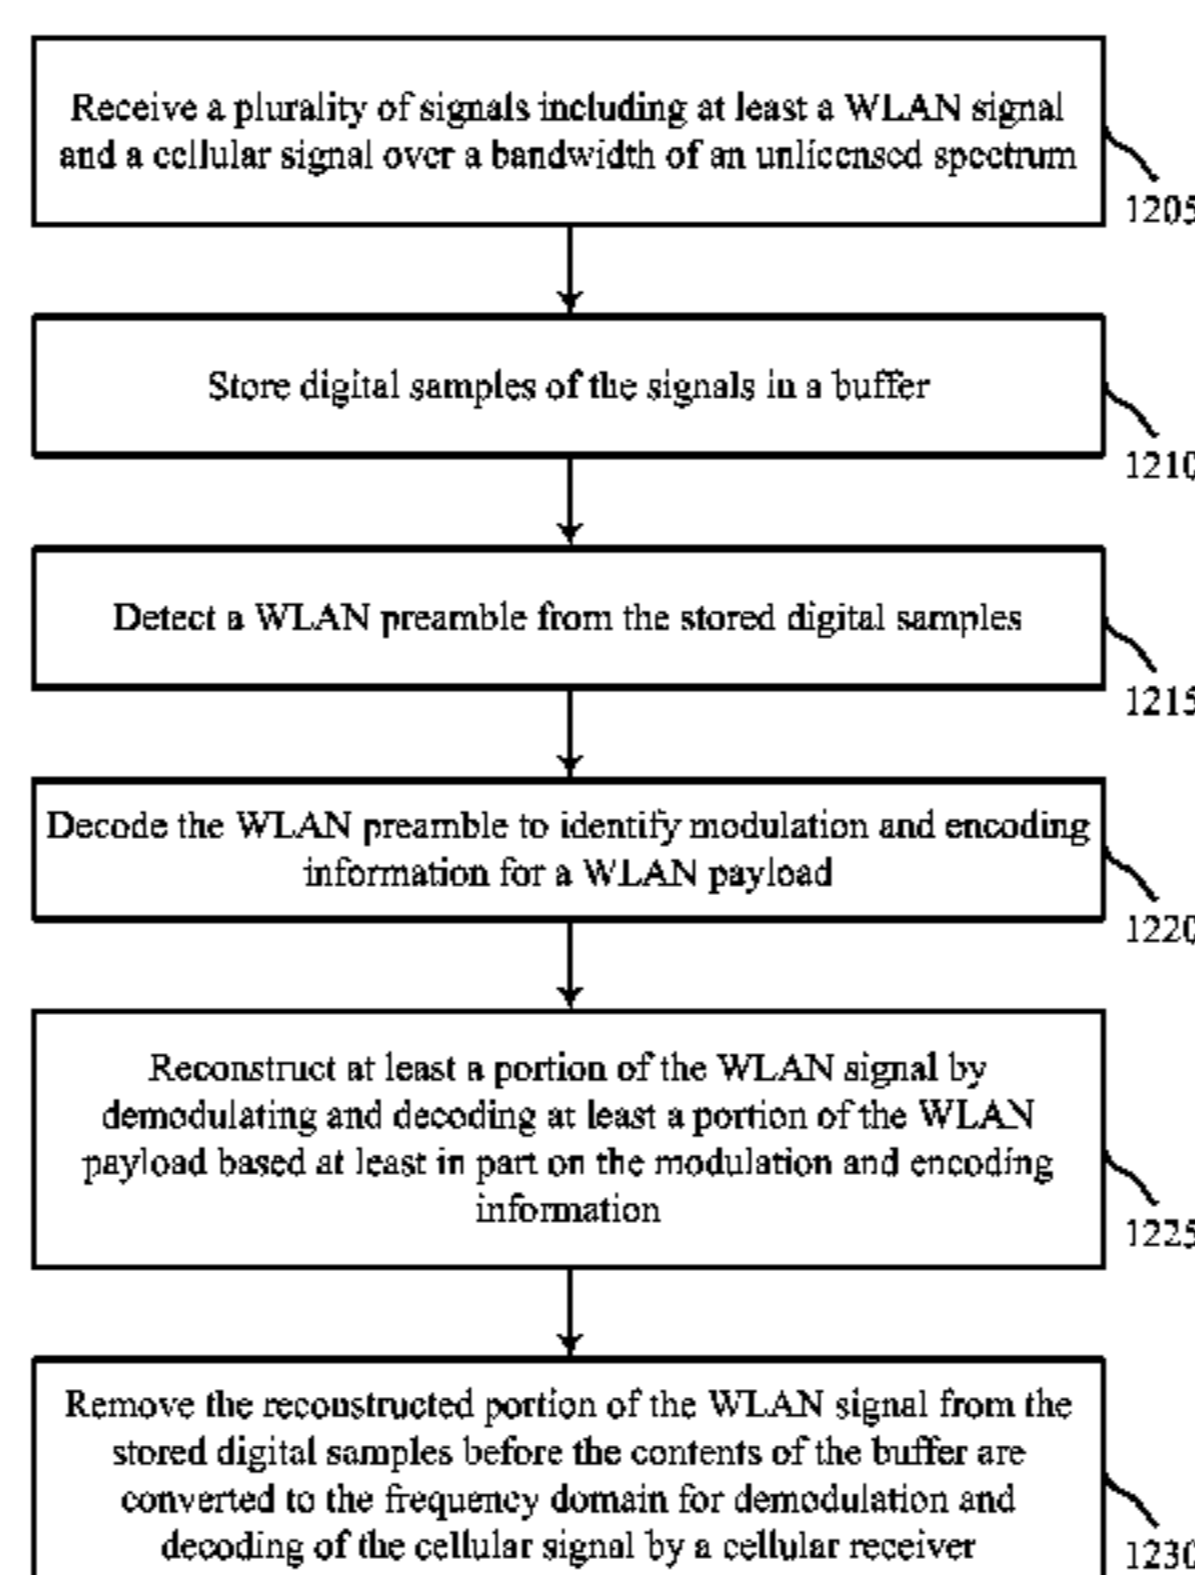 Receive a plurality of signals including at least a WLAN signal
and a cellular signal over a bandwidth of an unlicensed spectrum
1205
Store digital samples of the signals in a buffer
1210
Detect a WLAN preamble from the stored digital samples
1215
Decode the WLAN preamble to identify modulation and encoding
information for a WLAN payload
1220
Reconstruct at least a portion of the WLAN signal by
demodulating and decoding at least a portion of the WLAN
payload based at least in part on the modulation and encoding
information
1225
Remove the reconstructed portion of the WLAN signal from the
stored digital samples before the contents of the buffer are
converted to the frequency domain for demodulation and
decoding of the cellular signal by a cellular receiver
1230